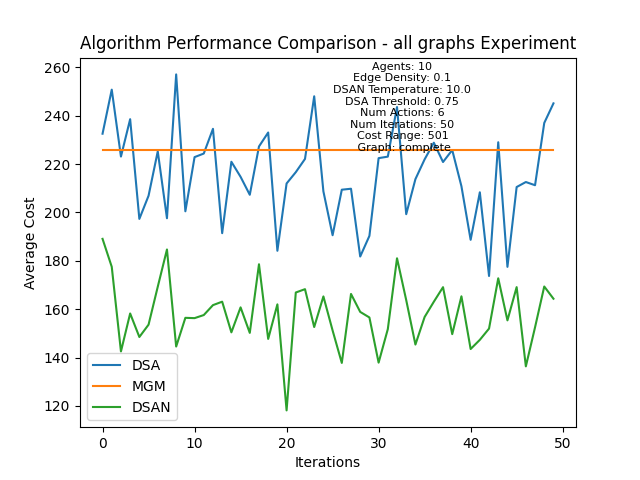 Algorithm Performance Comparison - all graphs Experiment
Agents: 10
Edge Density: 0.1
DSAN Temperature: 10.0
DSA Threshold: 0.75
Num Actions: 6
Num Iterations: 50
Cost Range: 501
Graph: complete
260
240
220
200
180
160
140
120
Average Cost
DSA
MGM
DSAN
0
10
20
30
40
50
Iterations